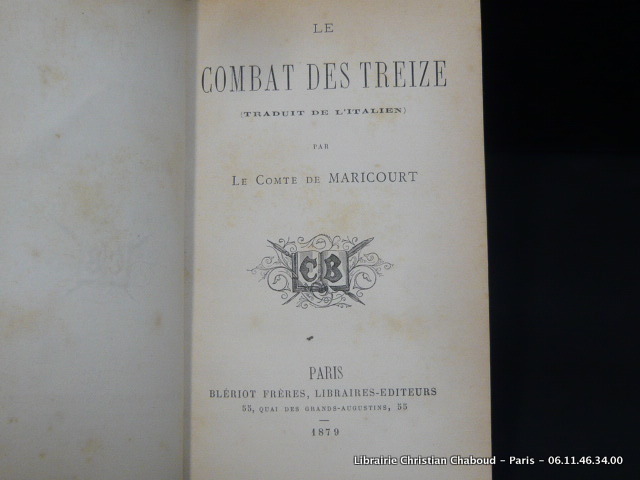 LE
COMBAT DES TREIZE
(TRADUIT DE L'ITALIEN)
PAR
LE COMTE DE MARICOURT
CB
PARIS
BLÉRIOT FRÈRES, LIBRAIRES-EDITEURS
55, QUAI DES GRANDS-AUGUSTINS, 55
1879
Librairie Christian Chaboud – Paris – 06.11.46.34.00